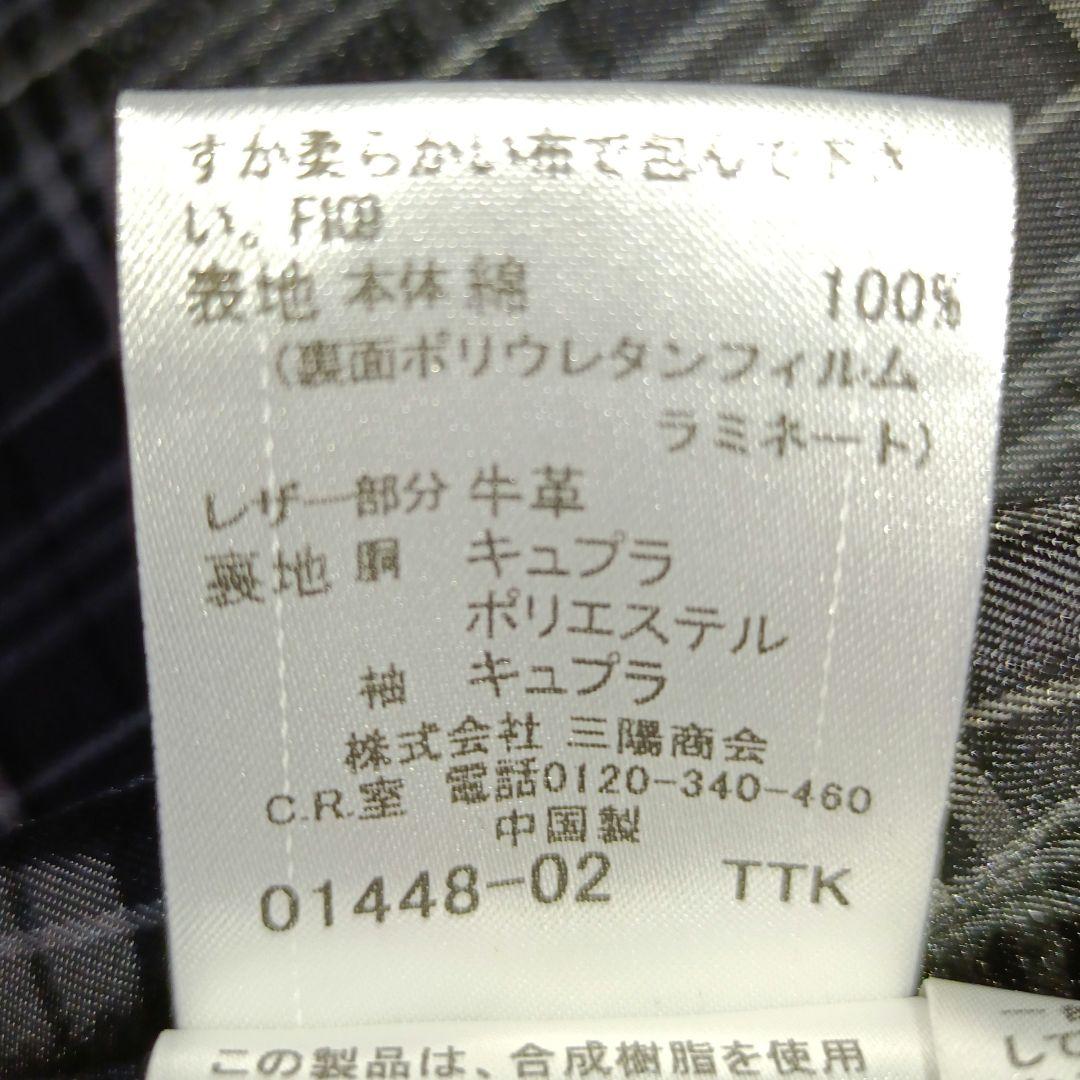 すか柔らかい布で包んで下さ
い。F109
表地 本体 綿 100%
(裏面ポリウレタンフィルム
ラミネート)
レザー部分 牛革
裏地 胴 キュプラ
ポリエステル
袖 キュプラ
株式会社 三陽商会
C.R.室 電話0120-340-460
中国製
01448-02 TTK
この製品は、合成樹脂を使用
して